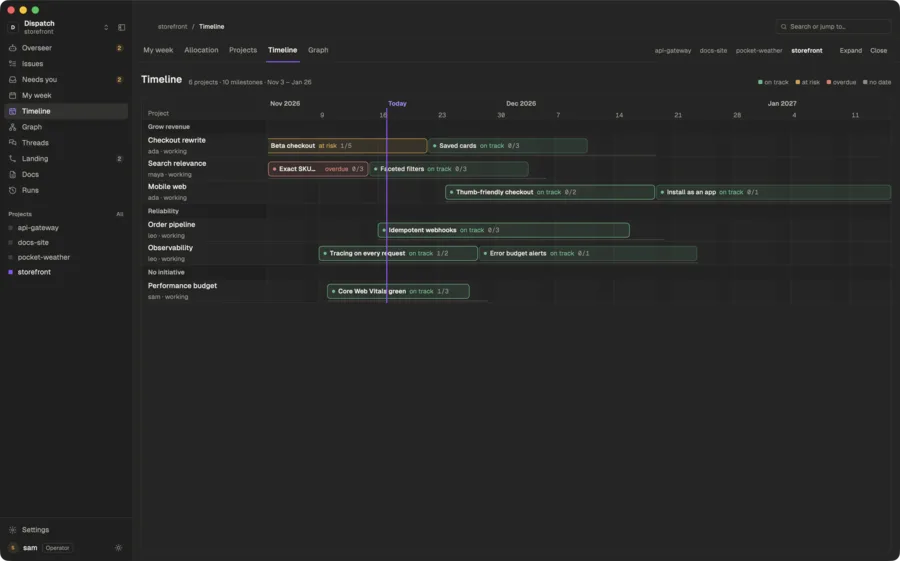 Dispatch
storefront
Overseer 2
Issues
Needs you 2
My week
Timeline
Graph
Threads
Landing 2
Docs
Runs
Projects All
api-gateway
docs-site
pocket-weather
storefront
Settings
S sam Operator
storefront / Timeline
Search or jump to…
My week Allocation Projects Timeline Graph
api-gateway docs-site pocket-weather storefront Expand Close
Timeline 6 projects · 10 milestones · Nov 3 — Jan 26
on track at risk overdue no date
Nov 2026 Today Dec 2026 Jan 2027
Project 9 16 23 30 7 14 21 28 4 11
Grow revenue
Checkout rewrite
ada · working
Beta checkout at risk 1/5
Saved cards on track 0/3
Search relevance
maya · working
Exact SKU… overdue 0/3
Faceted filters on track 0/3
Mobile web
ada · working
Thumb-friendly checkout on track 0/2
Install as an app on track 0/1
Reliability
Order pipeline
leo · working
Idempotent webhooks on track 0/3
Observability
leo · working
Tracing on every request on track 1/2
Error budget alerts on track 0/1
No initiative
Performance budget
sam · working
Core Web Vitals green on track 1/3